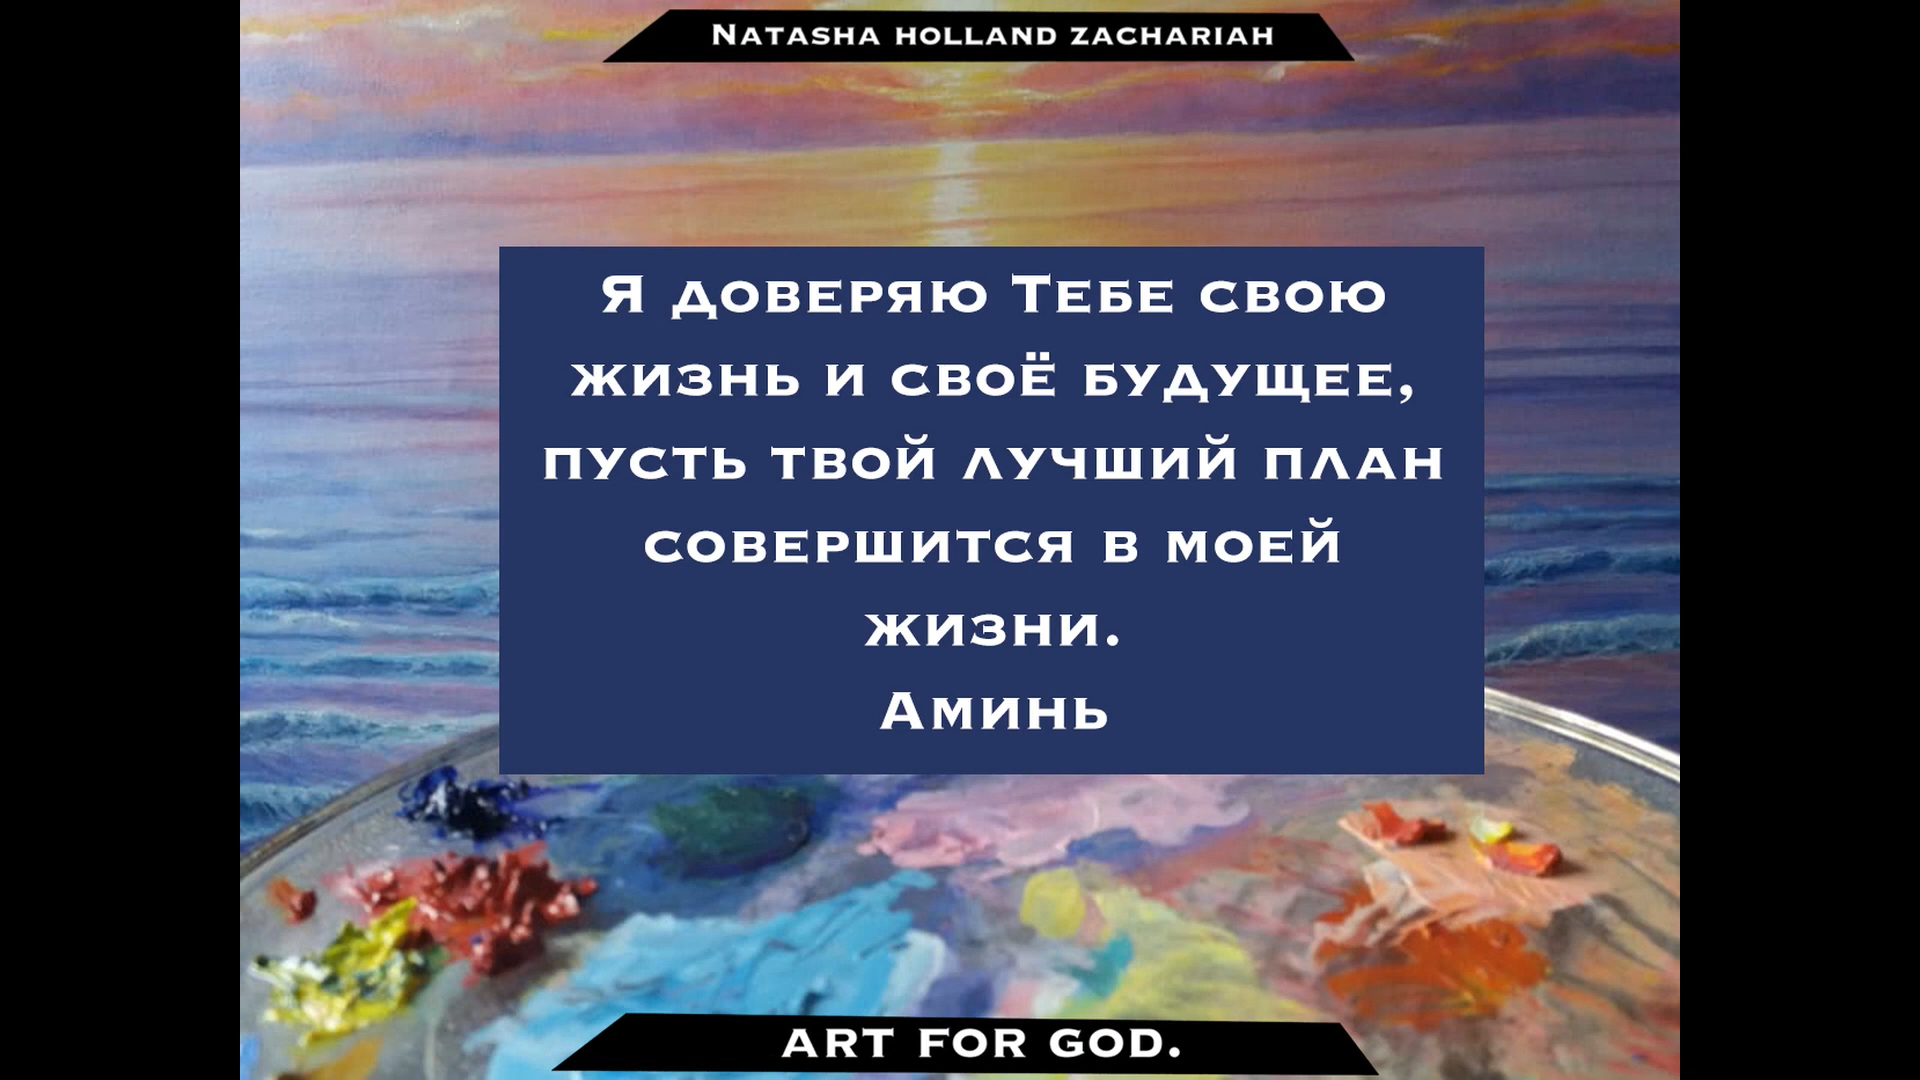 Natasha holland zachariah
Я доверяю Тебе свою
жизнь и своё будущее,
пусть твой лучший план
совершится в моей
жизни.
Аминь
ART FOR GOD.